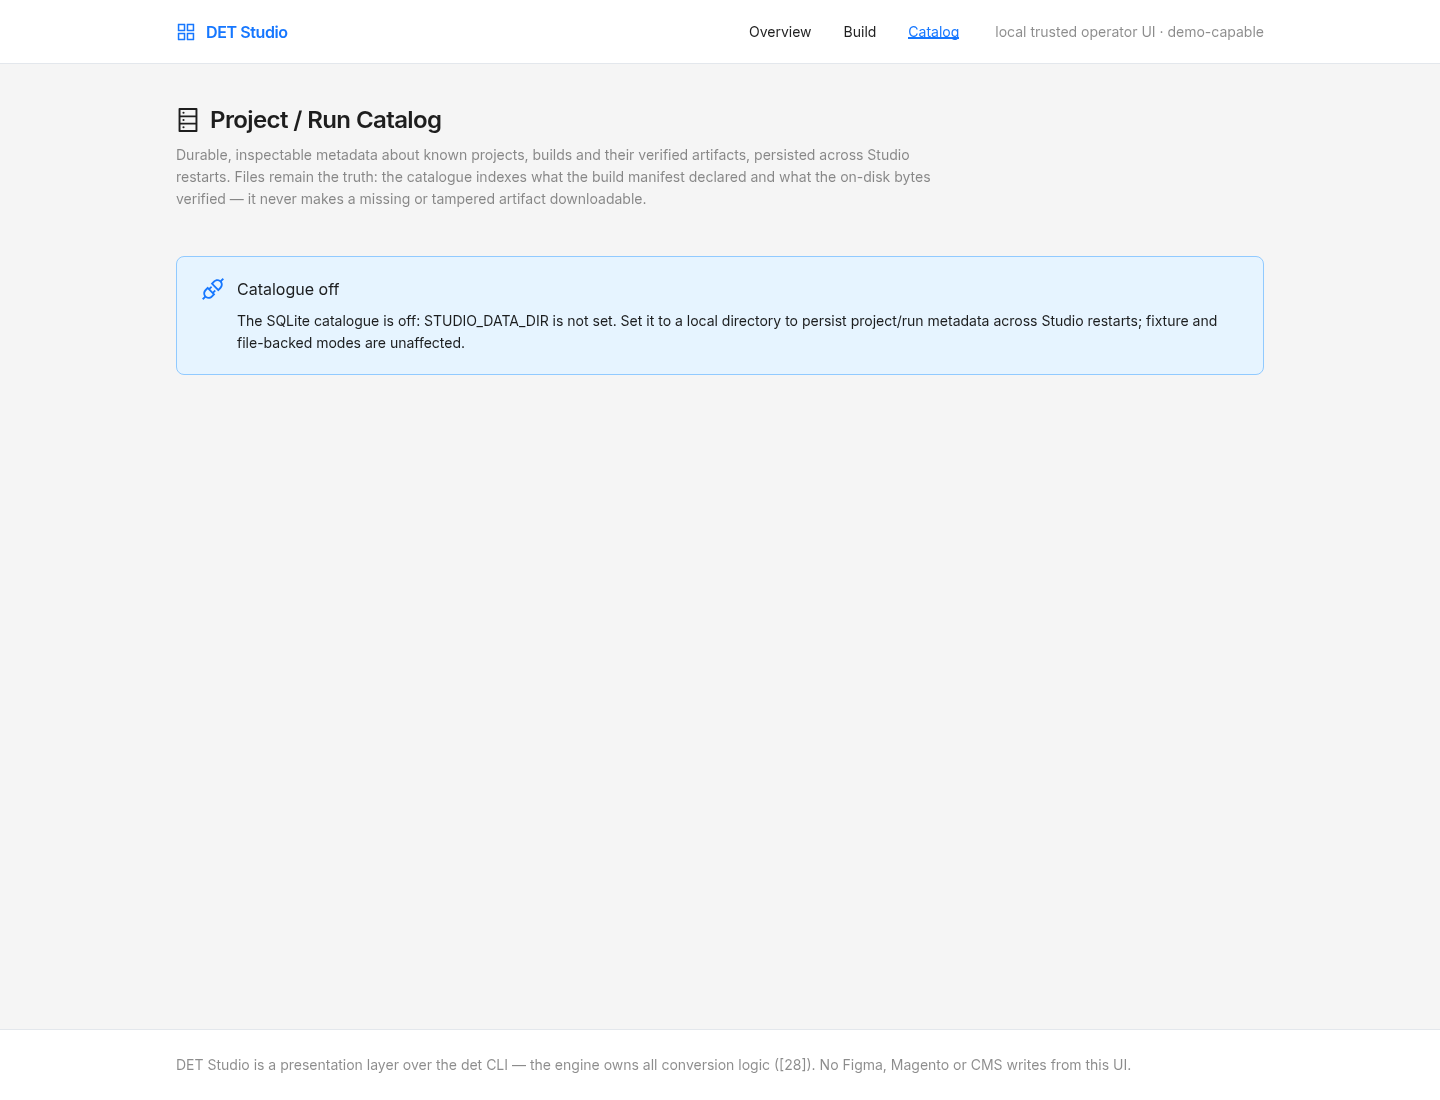 DET Studio
Overview
Build
Catalog
local trusted operator UI · demo-capable
Project / Run Catalog
Durable, inspectable metadata about known projects, builds and their verified artifacts, persisted across Studio
restarts. Files remain the truth: the catalogue indexes what the build manifest declared and what the on-disk bytes
verified — it never makes a missing or tampered artifact downloadable.
Catalogue off
The SQLite catalogue is off: STUDIO_DATA_DIR is not set. Set it to a local directory to persist project/run metadata across Studio restarts; fixture and
file-backed modes are unaffected.
DET Studio is a presentation layer over the det CLI — the engine owns all conversion logic ([28]). No Figma, Magento or CMS writes from this UI.